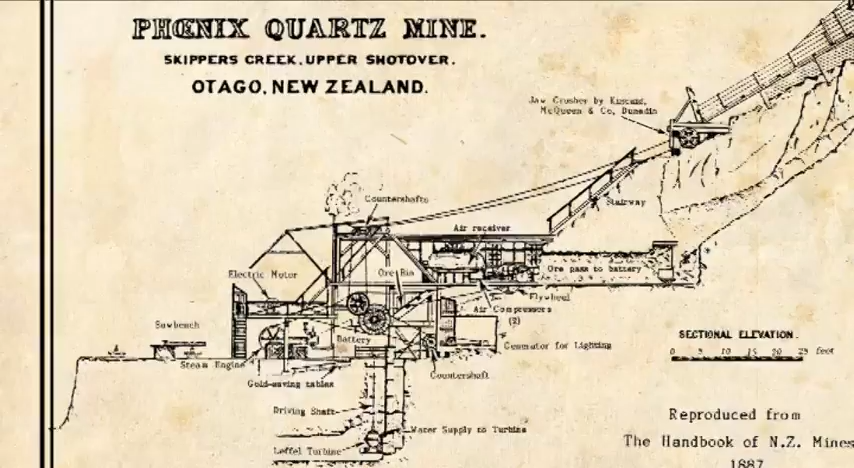 PHŒNIX QUARTZ MINE.
SKIPPERS CREEK, UPPER SHOTOVER.
OTAGO, NEW ZEALAND.
Jaw Crusher by Kincaid,
McQueen & Co, Dunedin
Countershafts
Stairway
Air receiver
Electric Motor
Ore Bin
Ore pass to battery
Flywheel
Air Compressors
(2)
Sawbench
Battery
Generator for Lighting
Steam Engine
Countershaft
Gold-saving tables
SECTIONAL ELEVATION.
0 5 10 15 20 25 feet
Driving Shaft
Water Supply to Turbine
Leffel Turbine
Reproduced from
The Handbook of N.Z. Mines
1887